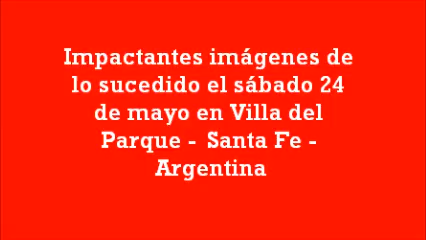 Impactantes imágenes de
lo sucedido el sábado 24
de mayo en Villa del
Parque - Santa Fe -
Argentina